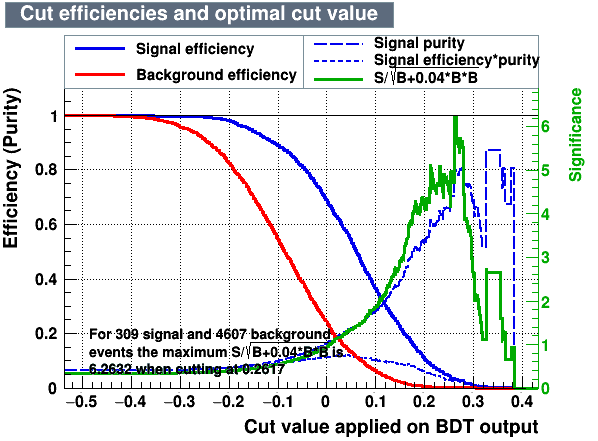 Cut efficiencies and optimal cut value
Signal efficiency
Background efficiency
Signal purity
Signal efficiency*purity
S/√B+0.04*B*B
Efficiency (Purity)
1
0.8
0.6
0.4
0.2
0
Significance
6
5
4
3
2
1
0
For 309 signal and 4607 background
events the maximum S/√B+0.04*B*B is
6.2632 when cutting at 0.2617
−0.5 −0.4 −0.3 −0.2 −0.1 0 0.1 0.2 0.3 0.4
Cut value applied on BDT output